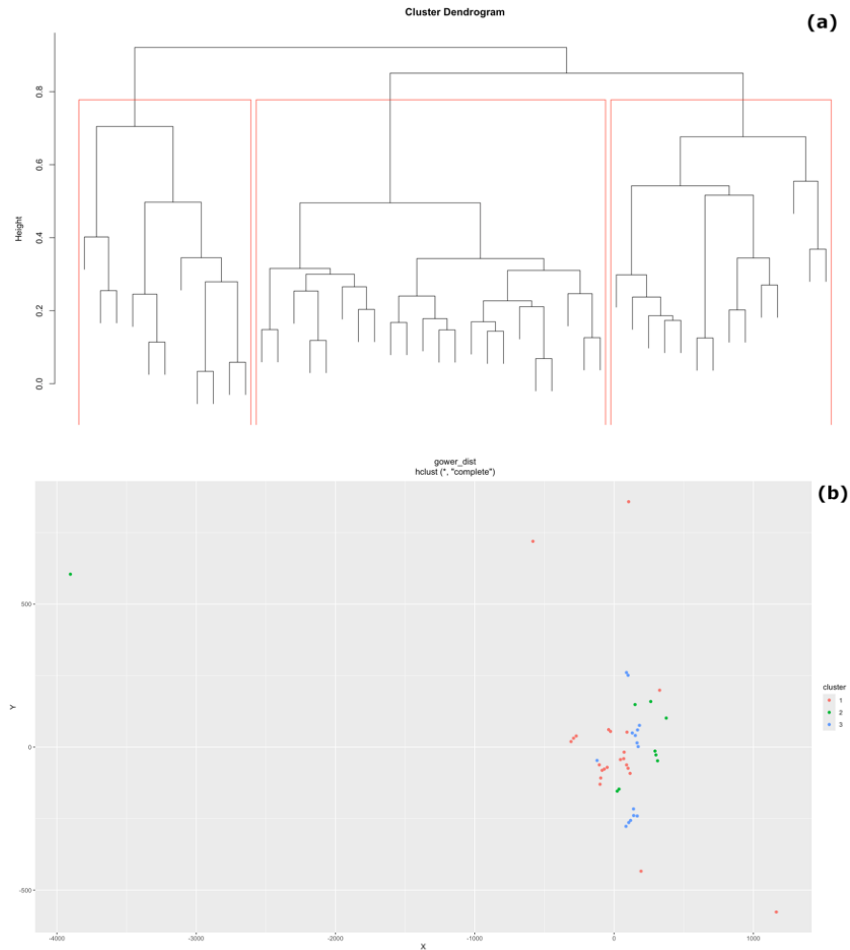 Cluster Dendrogram
(a)
Height
0.8
0.6
0.4
0.2
0.0
gower_dist
hclust (*, "complete")
(b)
Y
500
0
-500
-4000 -3000 -2000 -1000 0 1000
X
cluster
1
2
3